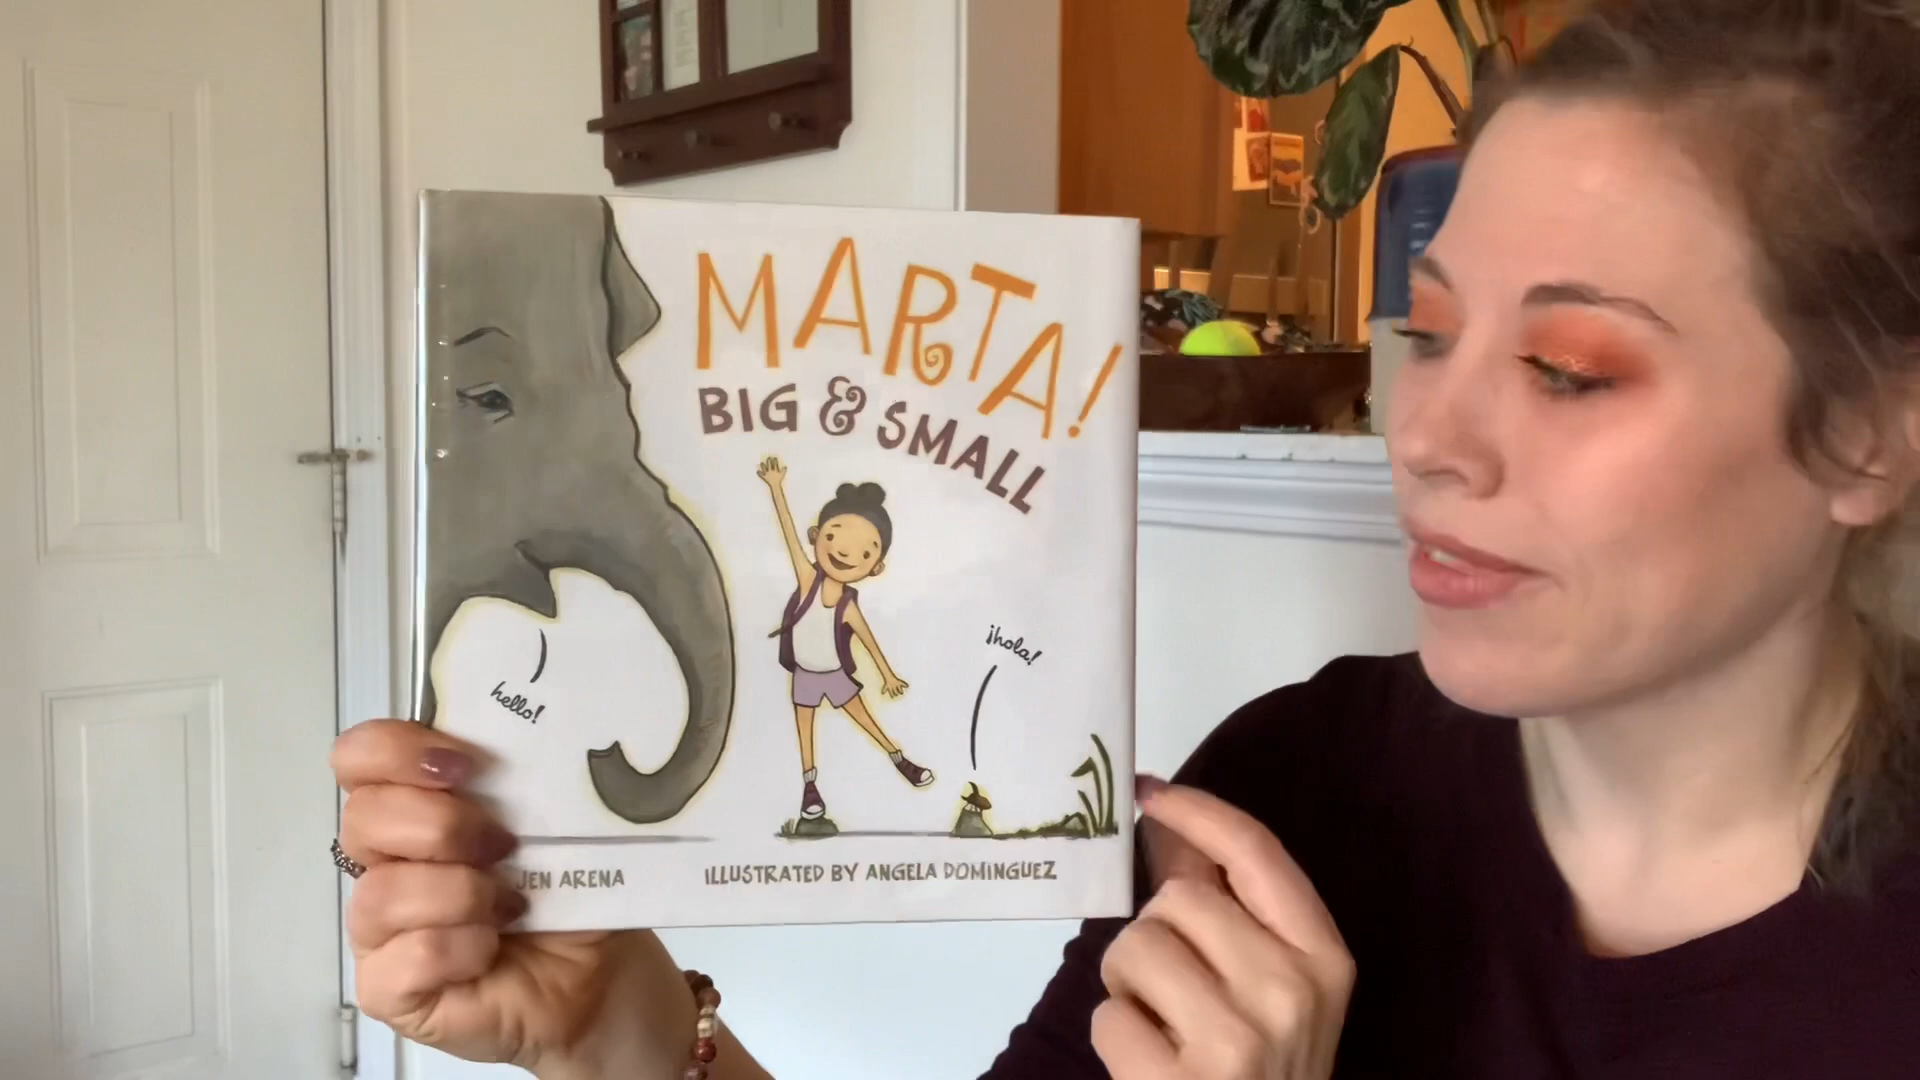 MARTA!
BIG & SMALL
¡hola!
hello!
JEN ARENA
ILLUSTRATED BY ANGELA DOMINGUEZ